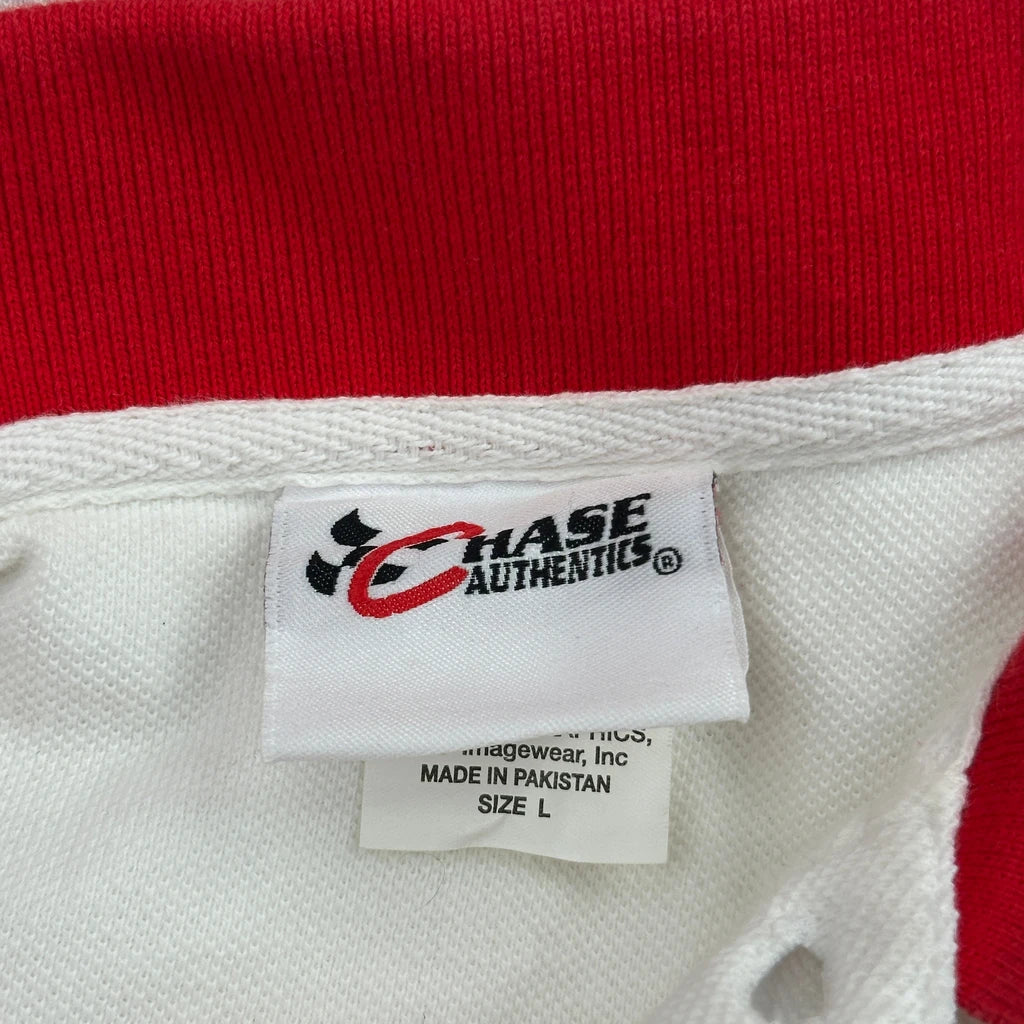 CHASE
AUTHENTICS®
Imagewear, Inc
MADE IN PAKISTAN
SIZE L